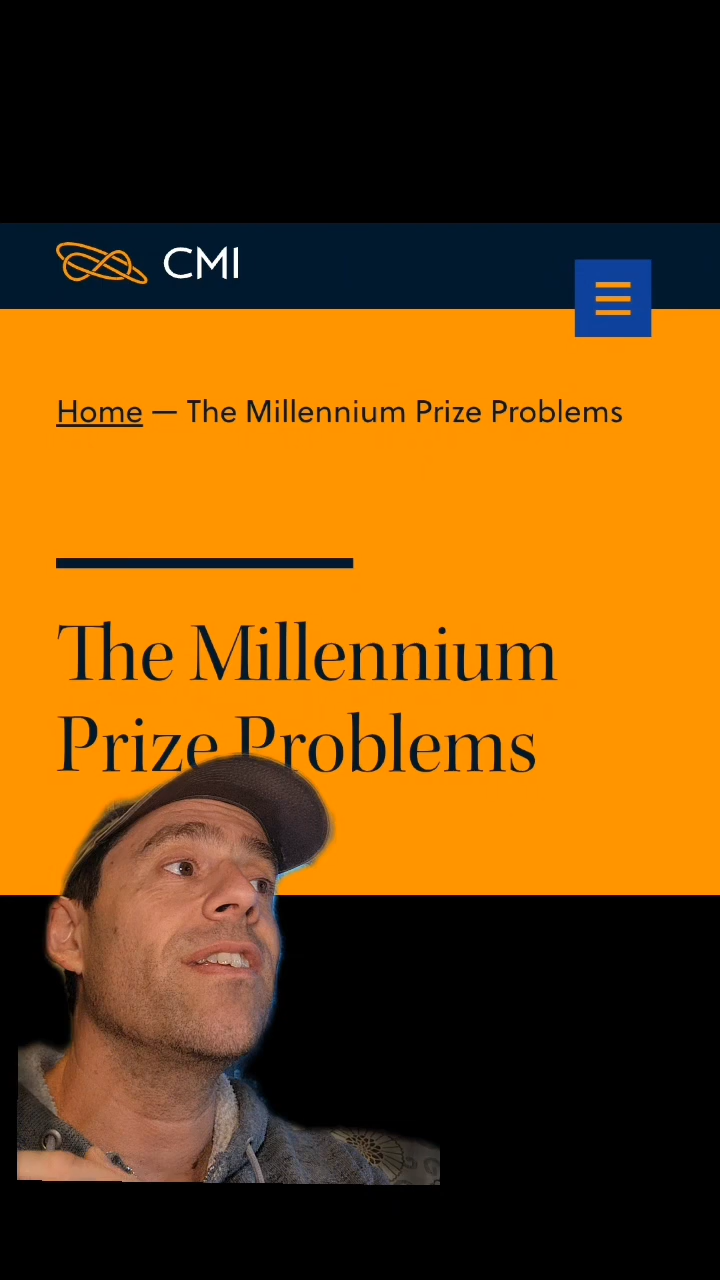 CMI
Home — The Millennium Prize Problems
The Millennium
Prize Problems